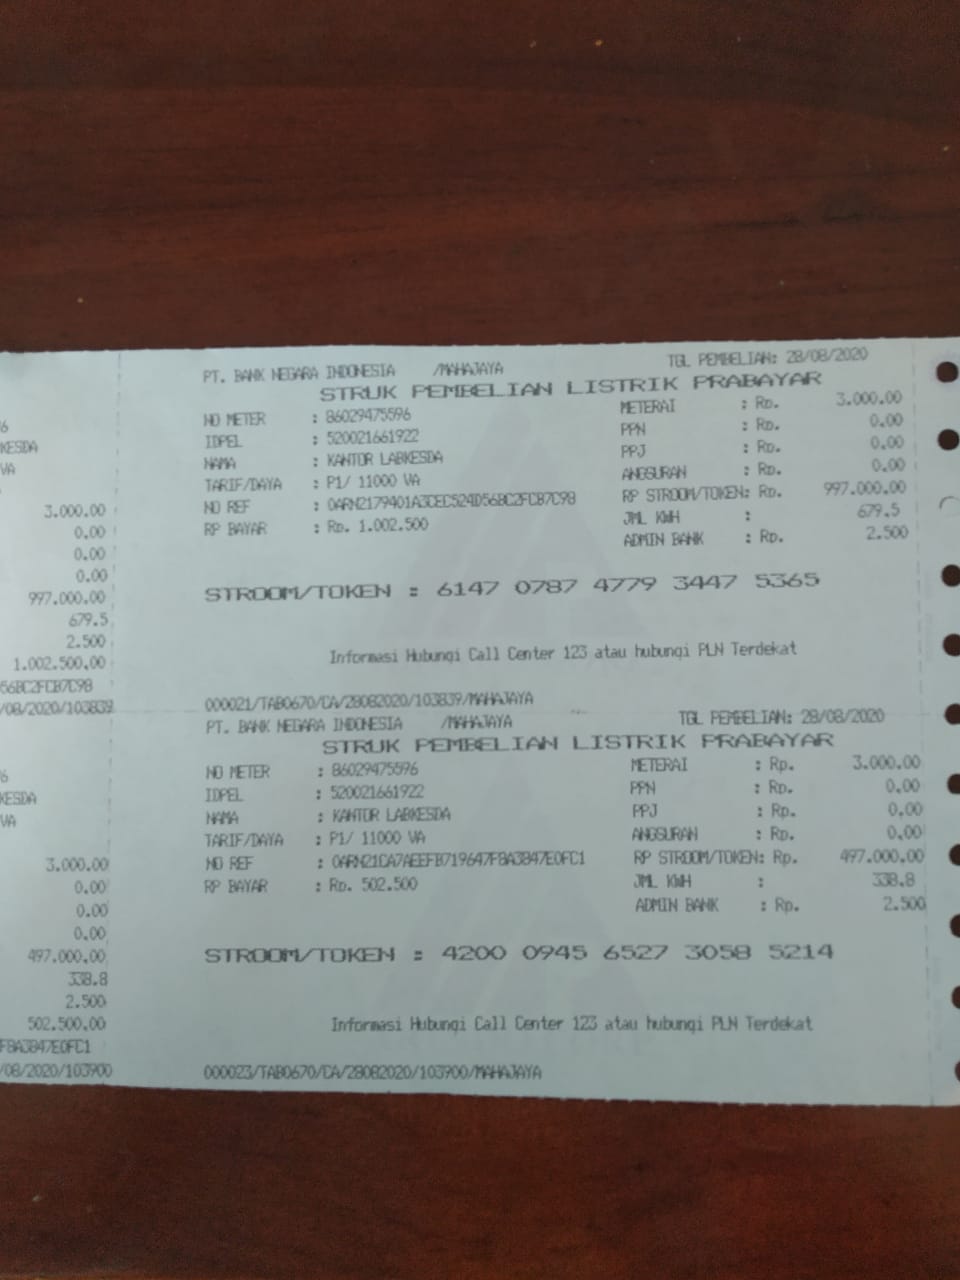 PT. BANK NEGARA INDONESIA /MAHAJAYA TGL PEMBELIAN: 28/08/2020
STRUK PEMBELIAN LISTRIK PRABAYAR
NO METER : 86029475596 METERAI : Rp. 3.000.00
IDPEL : 520021661922 PPN : Rp. 0.00
NAMA : KANTOR LABKESDA PPJ : Rp. 0.00
TARIF/DAYA : P1/ 11000 VA ANGSURAN : Rp. 0.00
NO REF : 0ARN2179401A3CEC524D56BC2FCB7C98 RP STROOM/TOKEN: Rp. 997.000.00
RP BAYAR : Rp. 1.002.500 JML KWH : 679.5
ADMIN BANK : Rp. 2.500
STROOM/TOKEN : 6147 0787 4779 3447 5365
Informasi Hubungi Call Center 123 atau hubungi PLN Terdekat
000021/TAB0670/CA/28082020/103839/MAHAJAYA
PT. BANK NEGARA INDONESIA /MAHAJAYA TGL PEMBELIAN: 28/08/2020
STRUK PEMBELIAN LISTRIK PRABAYAR
NO METER : 86029475596 METERAI : Rp. 3.000.00
IDPEL : 520021661922 PPN : Rp. 0.00
NAMA : KANTOR LABKESDA PPJ : Rp. 0.00
TARIF/DAYA : P1/ 11000 VA ANGSURAN : Rp. 0.00
NO REF : 0ARN21CA7AEEFB719647F8A3847E0FC1 RP STROOM/TOKEN: Rp. 497.000.00
RP BAYAR : Rp. 502.500 JML KWH : 338.8
ADMIN BANK : Rp. 2.500
STROOM/TOKEN : 4200 0945 6527 3058 5214
Informasi Hubungi Call Center 123 atau hubungi PLN Terdekat
000023/TAB0670/CA/28082020/103900/MAHAJAYA
6
KESDA
VA
3.000.00
0.00
0.00
0.00
997.000.00
679.5
2.500
1.002.500.00
56BC2FCB7C98
/08/2020/103839
6
KESDA
VA
3.000.00
0.00
0.00
0.00
497.000.00
338.8
2.500
502.500.00
F8A3847E0FC1
/08/2020/103900